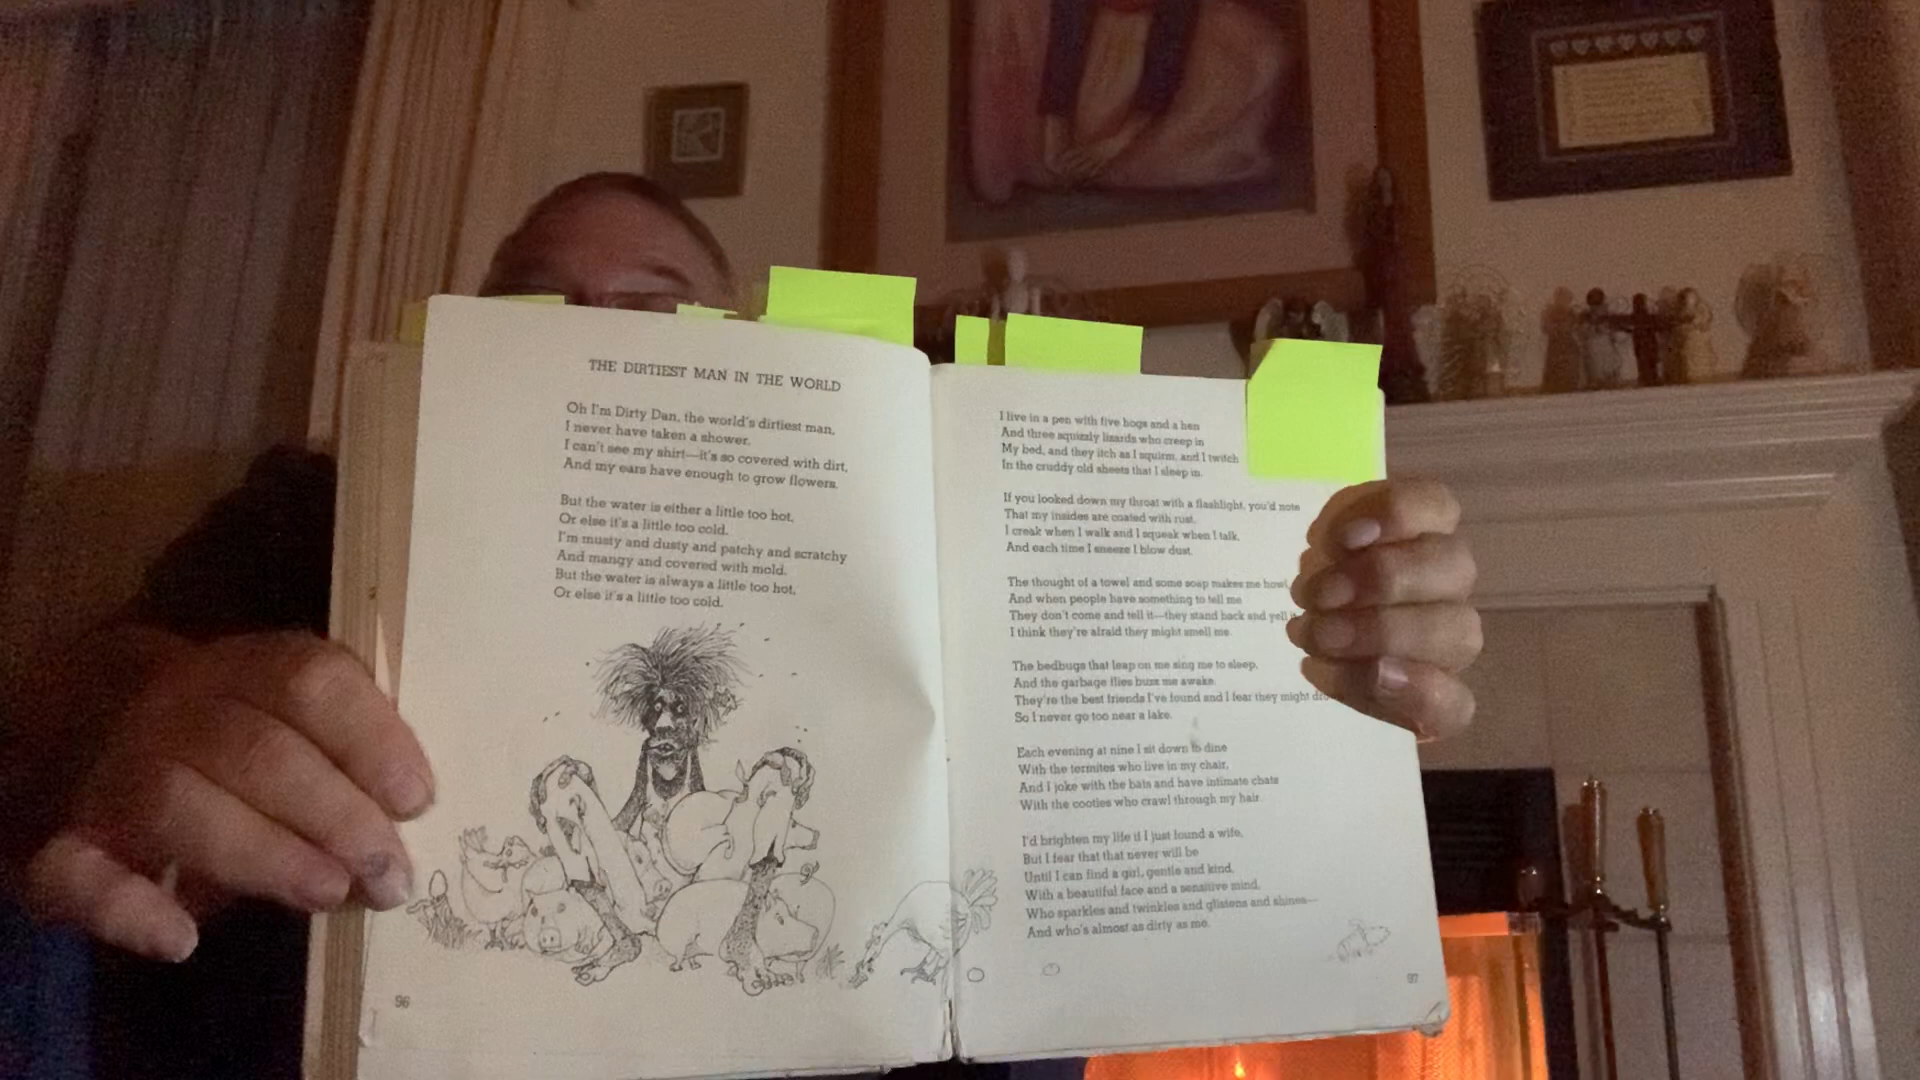 THE DIRTIEST MAN IN THE WORLD
Oh I'm Dirty Dan, the world's dirtiest man,
I never have taken a shower.
I can't see my shirt—it's so covered with dirt,
And my ears have enough to grow flowers.
But the water is either a little too hot,
Or else it's a little too cold.
I'm musty and dusty and patchy and scratchy
And mangy and covered with mold.
But the water is always a little too hot,
Or else it's a little too cold.
96
I live in a pen with five hogs and a hen
And three squizzly lizards who creep in
My bed, and they itch as I squirm, and I twitch
In the cruddy old sheets that I sleep in.
If you looked down my throat with a flashlight, you'd note
That my insides are coated with rust.
I creak when I walk and I squeak when I talk,
And each time I sneeze I blow dust.
The thought of a towel and some soap makes me howl,
And when people have something to tell me
They don't come and tell it—they stand back and yell it.
I think they're afraid they might smell me.
The bedbugs that leap on me sing me to sleep,
And the garbage flies buzz me awake.
They're the best friends I've found and I fear they might
So I never go too near a lake.
Each evening at nine I sit down to dine
With the termites who live in my chair,
And I joke with the bats and have intimate chats
With the cooties who crawl through my hair.
I'd brighten my life if I just found a wife,
But I fear that that never will be
Until I can find a girl, gentle and kind,
With a beautiful face and a sensitive mind,
Who sparkles and twinkles and glistens and shines—
And who's almost as dirty as me.
97